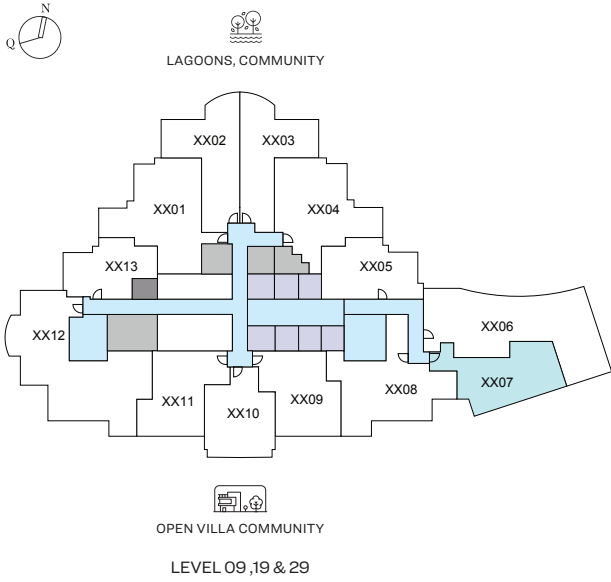 N
Q
LAGOONS, COMMUNITY
XX02
XX03
XX01
XX04
XX13
XX05
XX12
XX06
XX07
XX11
XX10
XX09
XX08
OPEN VILLA COMMUNITY
LEVEL 09 ,19 & 29